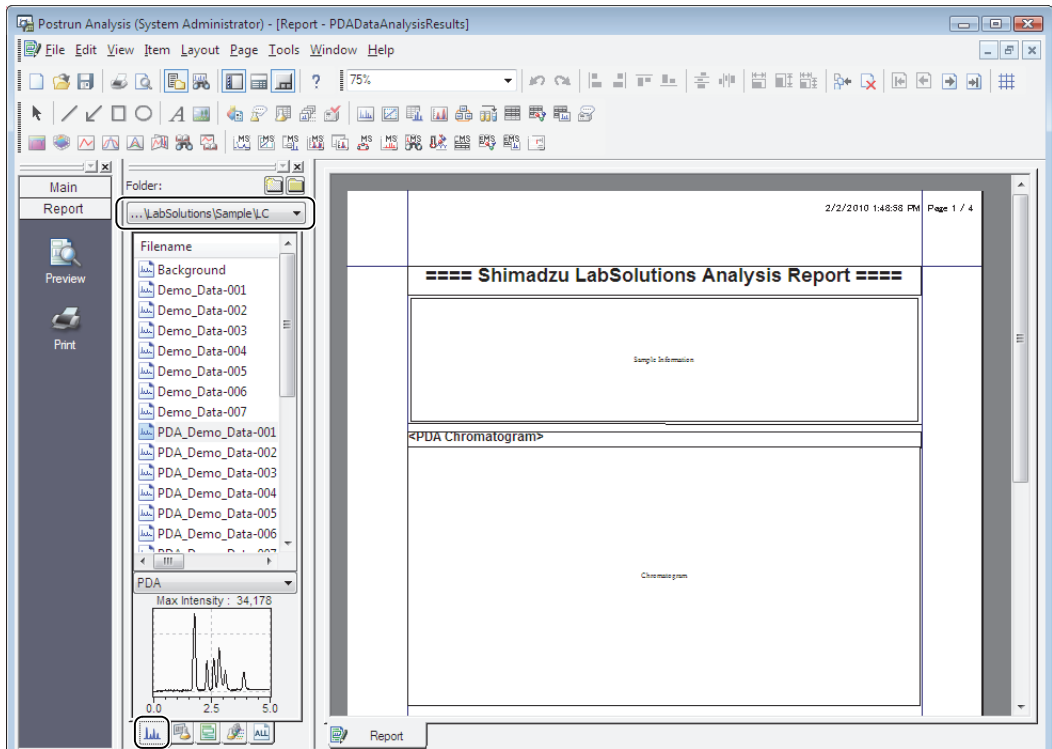 Postrun Analysis (System Administrator) - [Report - PDADataAnalysisResults]
File Edit View Item Layout Page Tools Window Help
75%
Main
Report
Preview
Print
Folder:
...\LabSolutions\Sample\LC
Filename
Background
Demo_Data-001
Demo_Data-002
Demo_Data-003
Demo_Data-004
Demo_Data-005
Demo_Data-006
Demo_Data-007
PDA_Demo_Data-001
PDA_Demo_Data-002
PDA_Demo_Data-003
PDA_Demo_Data-004
PDA_Demo_Data-005
PDA_Demo_Data-006
PDA
Max Intensity : 34,178
0.0 2.5 5.0
ALL
2/2/2010 1:48:38 PM Page 1 / 4
==== Shimadzu LabSolutions Analysis Report ====
Sample Information
<PDA Chromatogram>
Chromatogram
Report